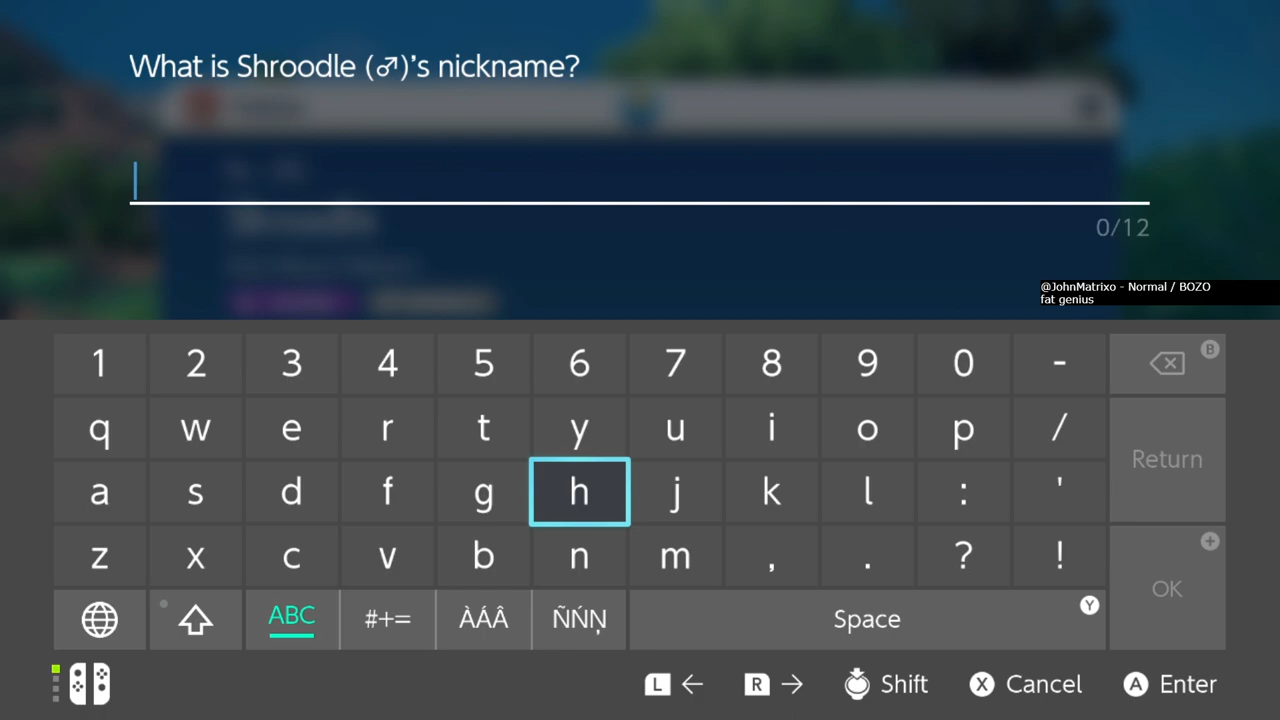 What is Shroodle (♂)'s nickname?
0/12
@JohnMatrixo - Normal / BOZO
fat genius
1 2 3 4 5 6 7 8 9 0 - B
q w e r t y u i o p /
Return
a s d f g h j k l : '
z x c v b n m , . ? ! +
OK
ABC #+= ÀÁÂ ÑŃŅ Space Y
L ← R → Shift X Cancel A Enter